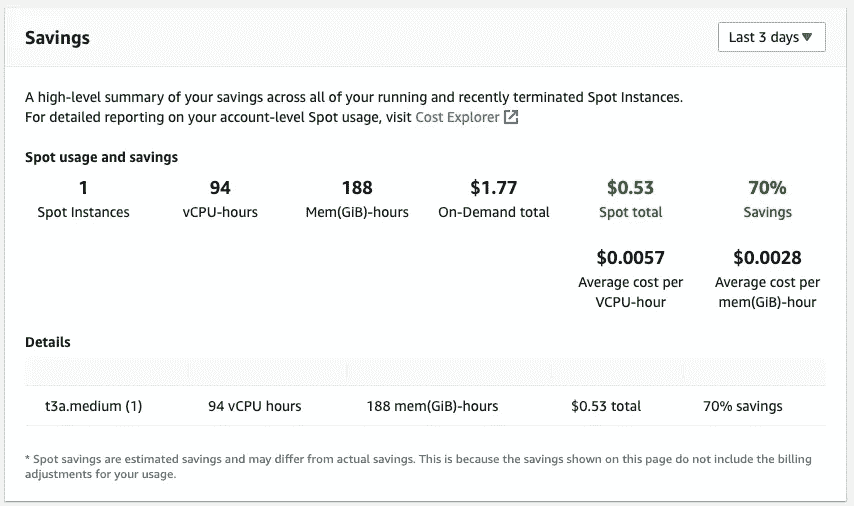 Savings
Last 3 days
A high-level summary of your savings across all of your running and recently terminated Spot Instances.
For detailed reporting on your account-level Spot usage, visit Cost Explorer
Spot usage and savings
1 94 188 $1.77 $0.53 70%
Spot Instances vCPU-hours Mem(GiB)-hours On-Demand total Spot total Savings
$0.0057 $0.0028
Average cost per Average cost per
VCPU-hour mem(GiB)-hour
Details
t3a.medium (1) 94 vCPU hours 188 mem(GiB)-hours $0.53 total 70% savings
* Spot savings are estimated savings and may differ from actual savings. This is because the savings shown on this page do not include the billing
adjustments for your usage.